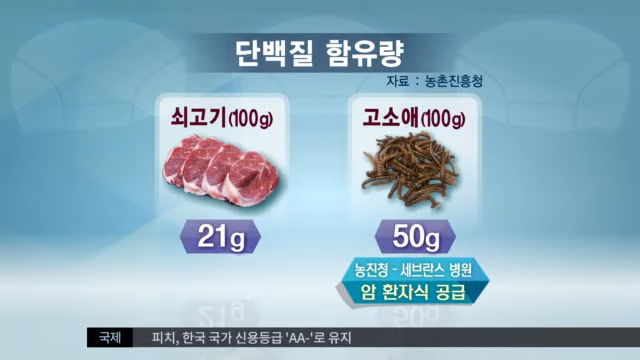 단백질 함유량
자료 : 농촌진흥청
쇠고기(100g)
고소애(100g)
21g
50g
농진청 - 세브란스 병원
암 환자식 공급
국제 피치, 한국 국가 신용등급 'AA-'로 유지